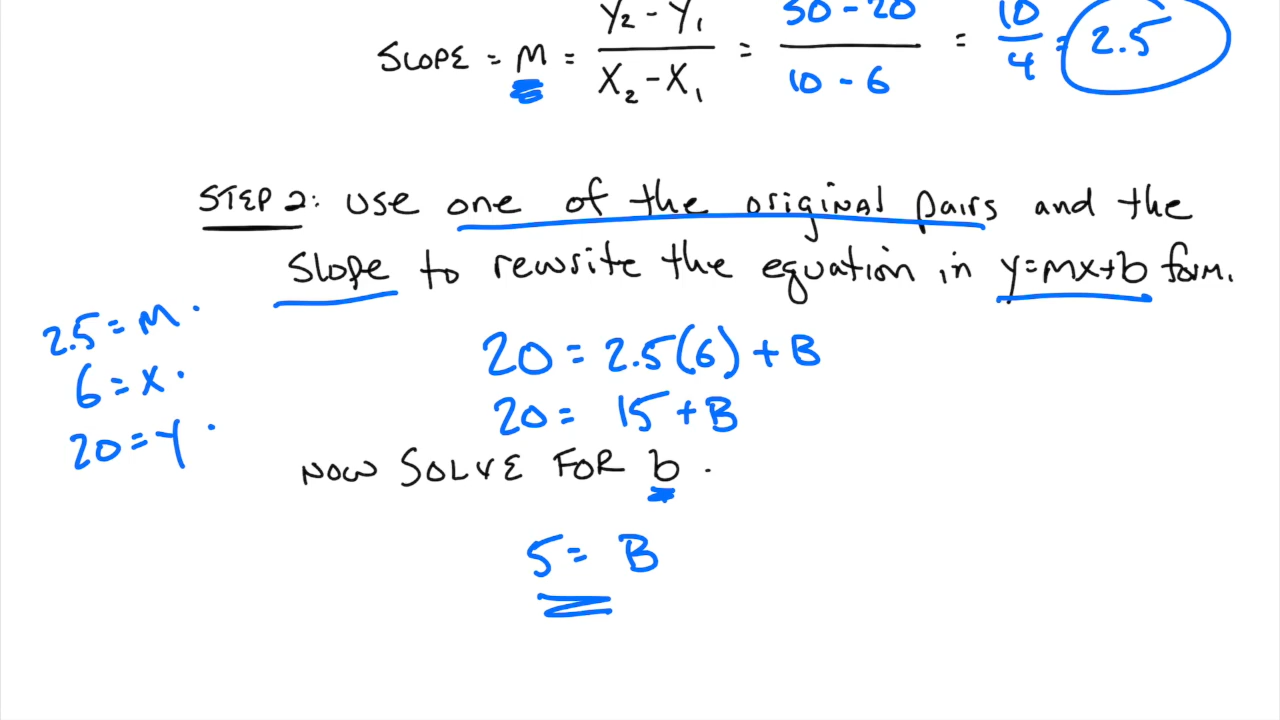 SLOPE = M = Y₂ - Y₁ / X₂ - X₁ = 30 - 20 / 10 - 6 = 10 / 4 = 2.5
STEP 2: USE one of the original pairs and the
Slope to rewrite the equation in y=mx+b form.
2.5 = M
6 = X
20 = Y
20 = 2.5(6) + B
20 = 15 + B
NOW SOLVE FOR b.
5 = B